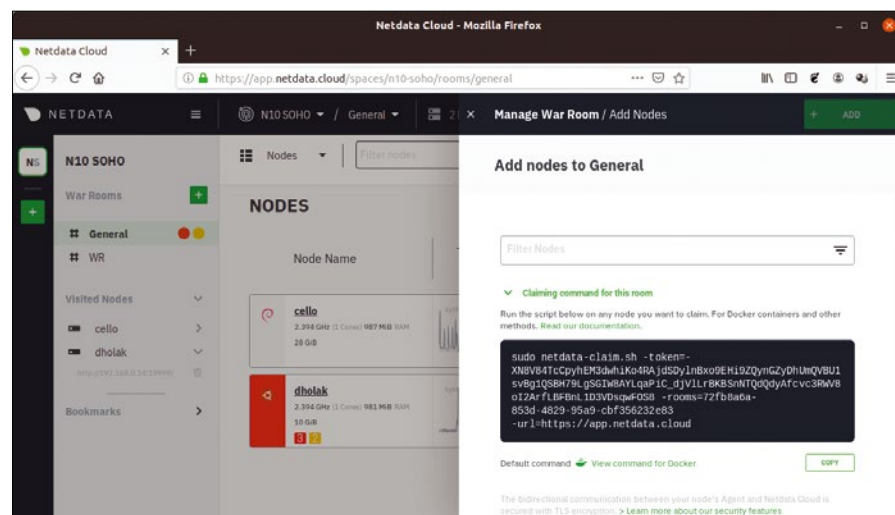 Netdata Cloud - Mozilla Firefox
Netdata Cloud
https://app.netdata.cloud/spaces/n10-soho/rooms/general
NETDATA
N10 SOHO / General
2
Manage War Room / Add Nodes
+ ADD
NS
N10 SOHO
War Rooms
# General
# WR
Visited Nodes
cello
dholak
Bookmarks
Nodes
Filter nodes
NODES
Node Name
cello
2.394 GHz (1 Cores) 987 MiB RAM
20 GiB
dholak
2.394 GHz (1 Cores) 981 MiB RAM
10 GiB
3 2
Add nodes to General
Filter Nodes
Claiming command for this room
Run the script below on any node you want to claim. For Docker containers and other
methods. Read our documentation.
sudo netdata-claim.sh -token=-
-rooms=72fb8a6a-
853d-4829-95a9-cbf356232e83
-url=https://app.netdata.cloud
Default command View command for Docker
COPY
The bidirectional communication between your node's Agent and Netdata Cloud is
secured with TLS encryption. > Learn more about our security features